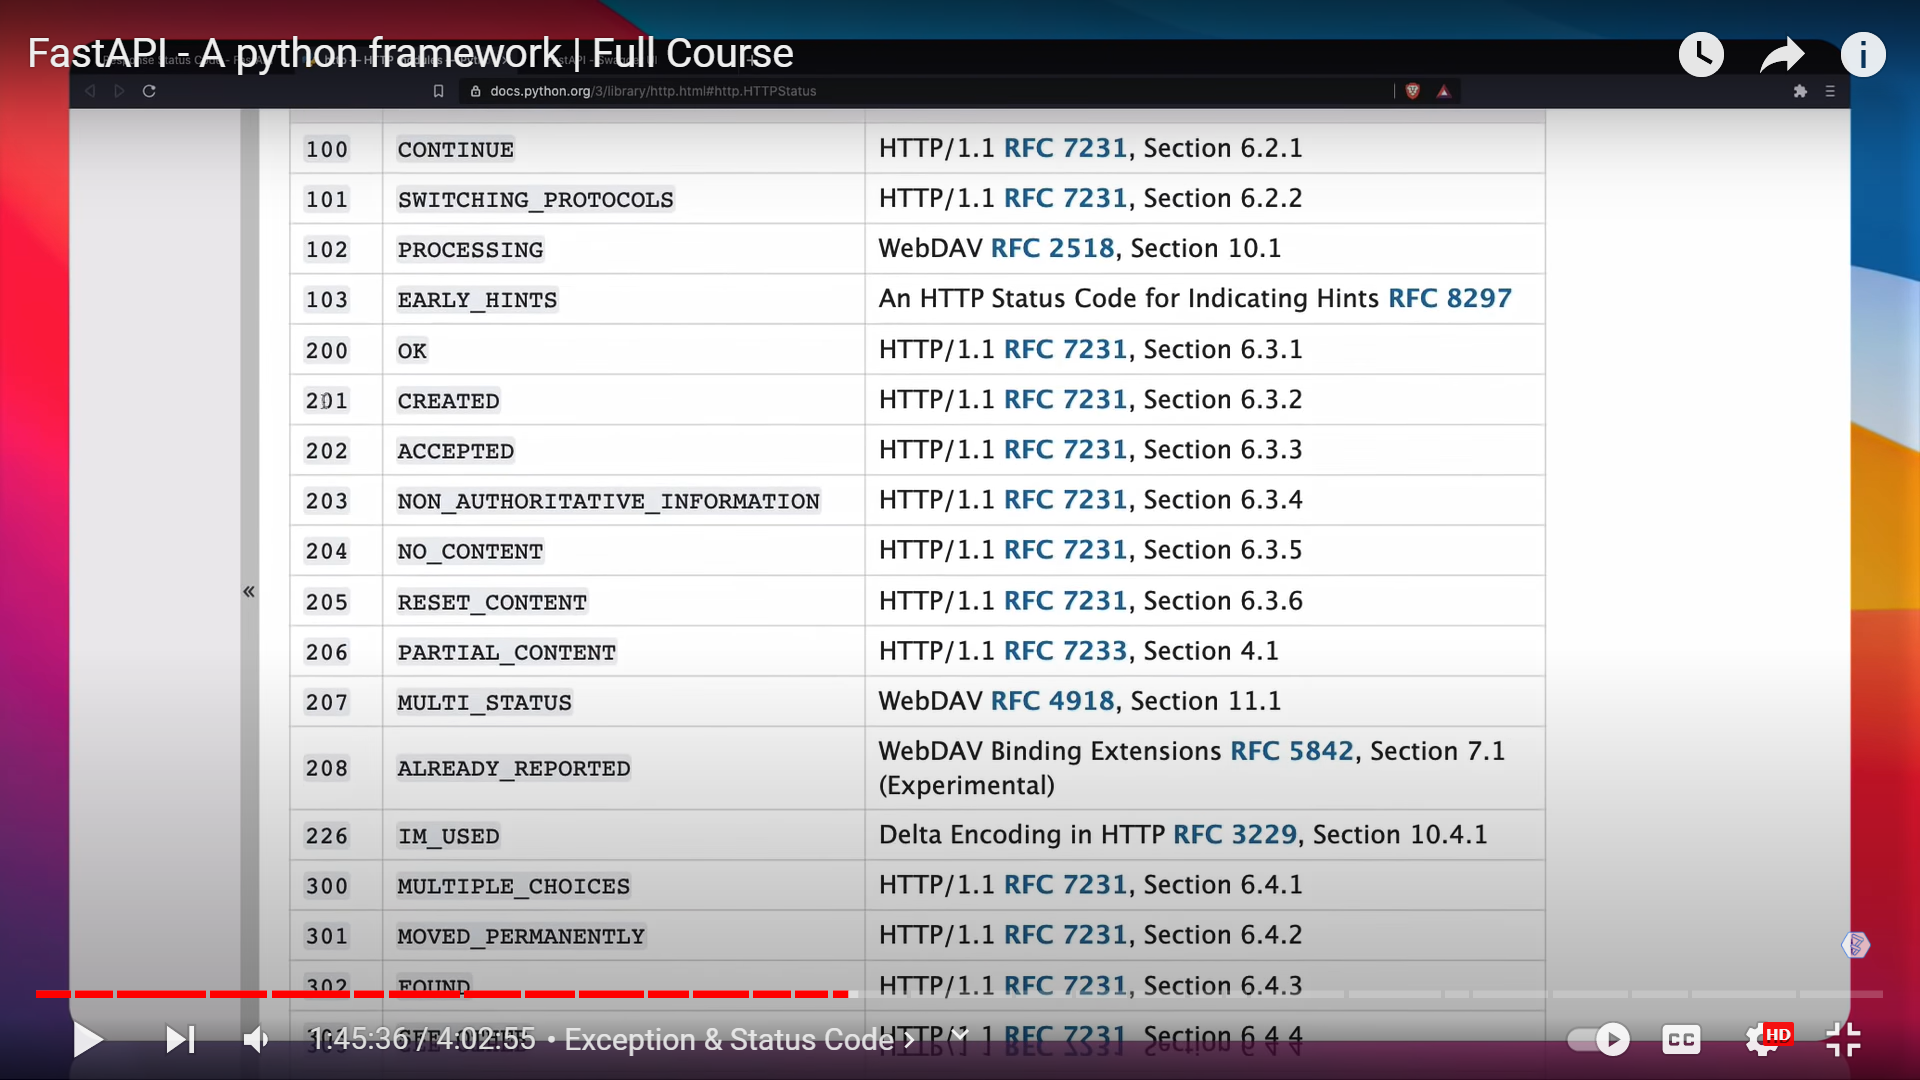 FastAPI - A python framework | Full Course
docs.python.org/3/library/http.html#http.HTTPStatus
100 CONTINUE HTTP/1.1 RFC 7231, Section 6.2.1
101 SWITCHING_PROTOCOLS HTTP/1.1 RFC 7231, Section 6.2.2
102 PROCESSING WebDAV RFC 2518, Section 10.1
103 EARLY_HINTS An HTTP Status Code for Indicating Hints RFC 8297
200 OK HTTP/1.1 RFC 7231, Section 6.3.1
201 CREATED HTTP/1.1 RFC 7231, Section 6.3.2
202 ACCEPTED HTTP/1.1 RFC 7231, Section 6.3.3
203 NON_AUTHORITATIVE_INFORMATION HTTP/1.1 RFC 7231, Section 6.3.4
204 NO_CONTENT HTTP/1.1 RFC 7231, Section 6.3.5
«
205 RESET_CONTENT HTTP/1.1 RFC 7231, Section 6.3.6
206 PARTIAL_CONTENT HTTP/1.1 RFC 7233, Section 4.1
207 MULTI_STATUS WebDAV RFC 4918, Section 11.1
208 ALREADY_REPORTED WebDAV Binding Extensions RFC 5842, Section 7.1
(Experimental)
226 IM_USED Delta Encoding in HTTP RFC 3229, Section 10.4.1
300 MULTIPLE_CHOICES HTTP/1.1 RFC 7231, Section 6.4.1
301 MOVED_PERMANENTLY HTTP/1.1 RFC 7231, Section 6.4.2
302 FOUND HTTP/1.1 RFC 7231, Section 6.4.3
HTTP/1.1 RFC 7231, Section 6.4.4
1:45:36 / 4:02:55 • Exception & Status Code
CC
HD